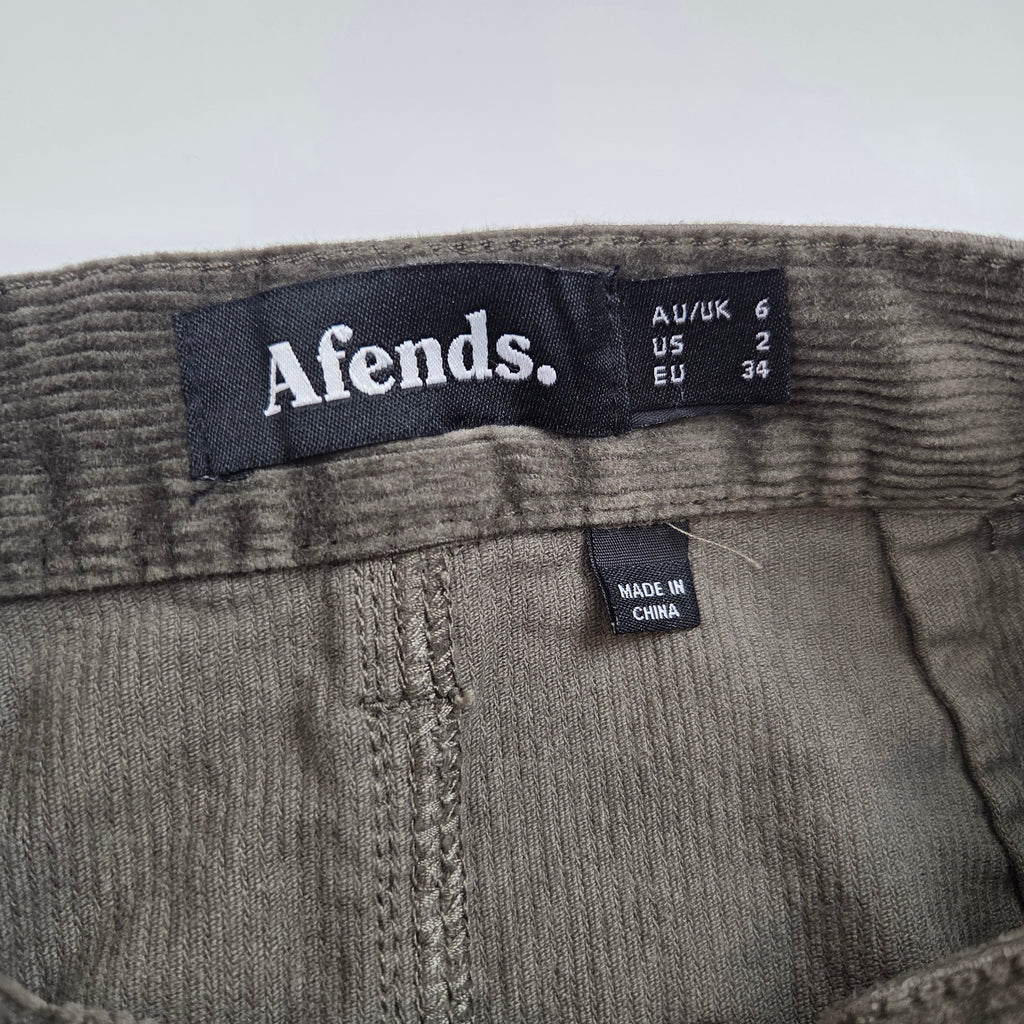 Afends.
AU/UK 6
US 2
EU 34
MADE IN
CHINA